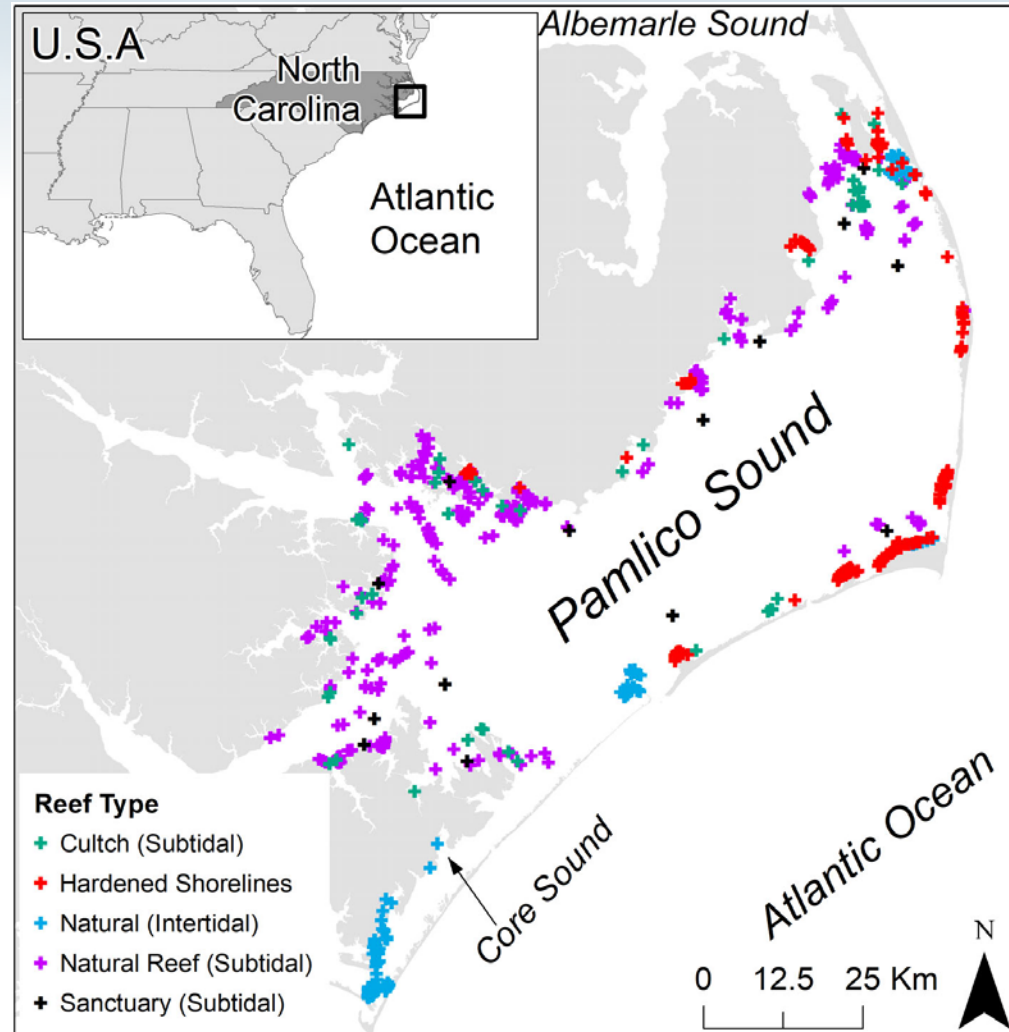 U.S.A
North
Carolina
Atlantic
Ocean
Albemarle Sound
Pamlico Sound
Reef Type
Cultch (Subtidal)
Hardened Shorelines
Natural (Intertidal)
Natural Reef (Subtidal)
Sanctuary (Subtidal)
Core Sound
Atlantic Ocean
N
0 12.5 25 Km